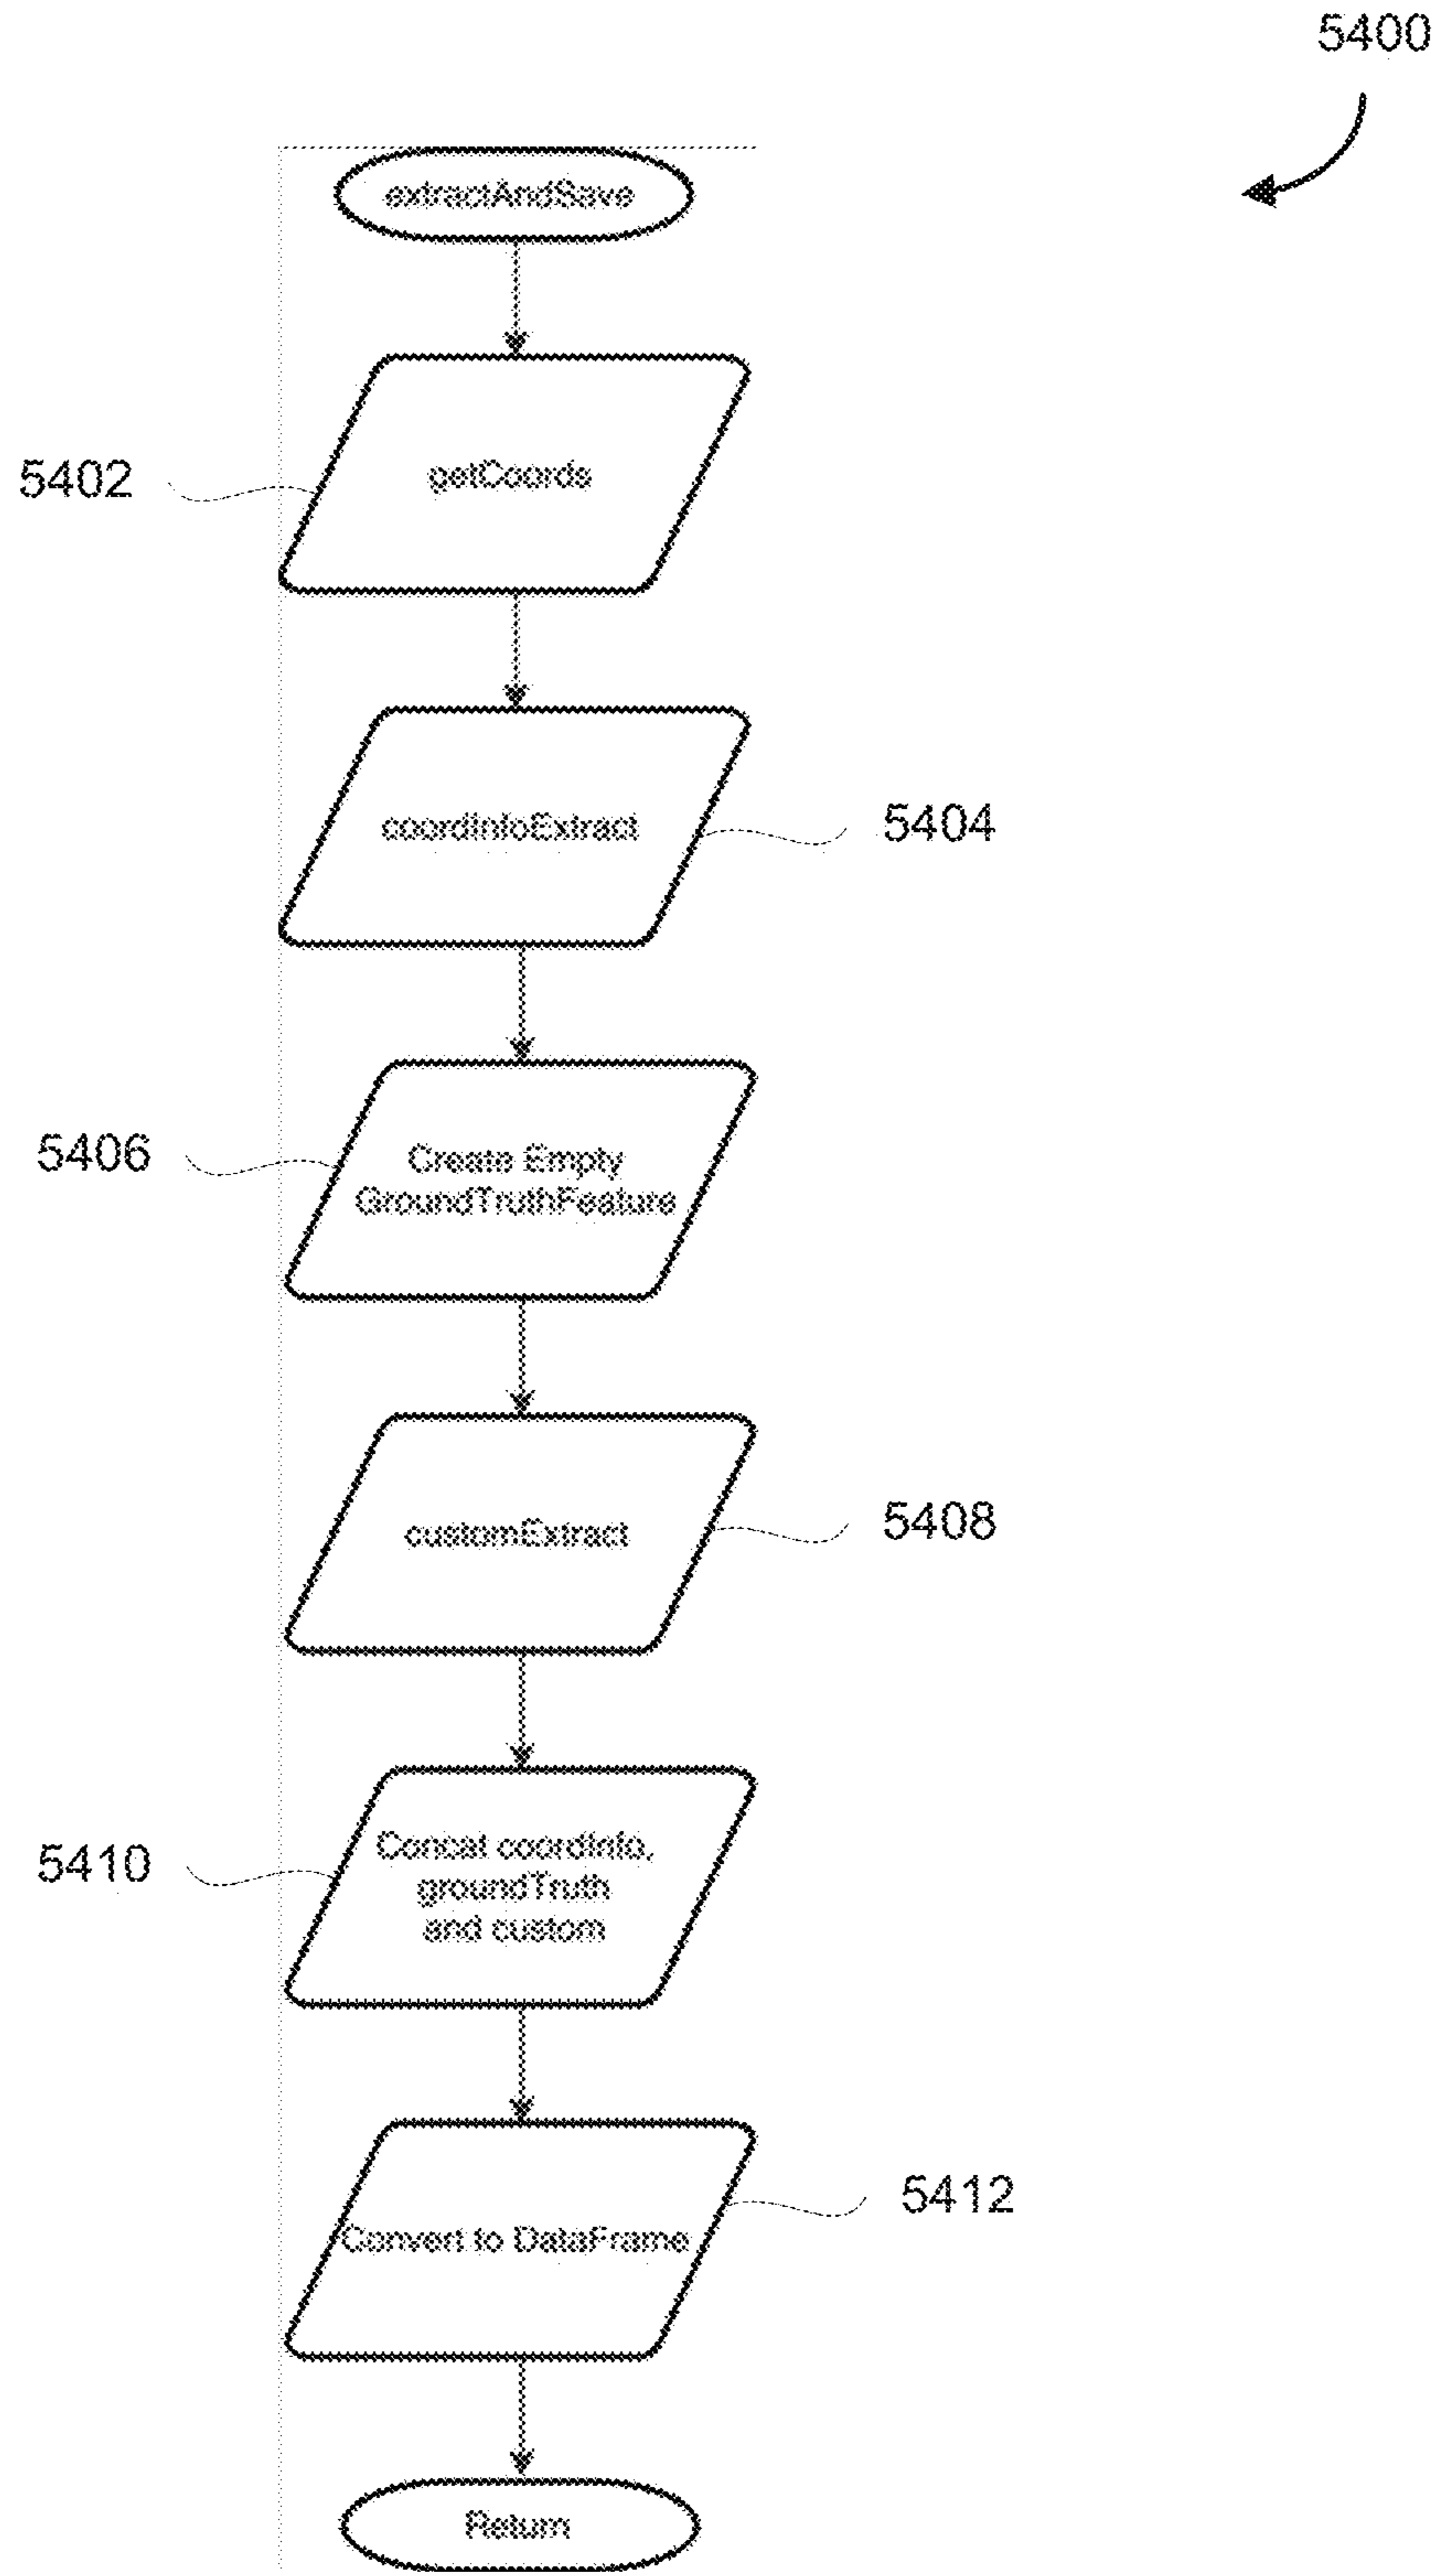 5400
extractAndSave
5402
getCoords
coordInfoExtract
5404
5406
Create Empty
GroundTruthFeature
customExtract
5408
5410
Concat coordInfo,
groundTruth
and custom
5412
Convert to DataFrame
Return